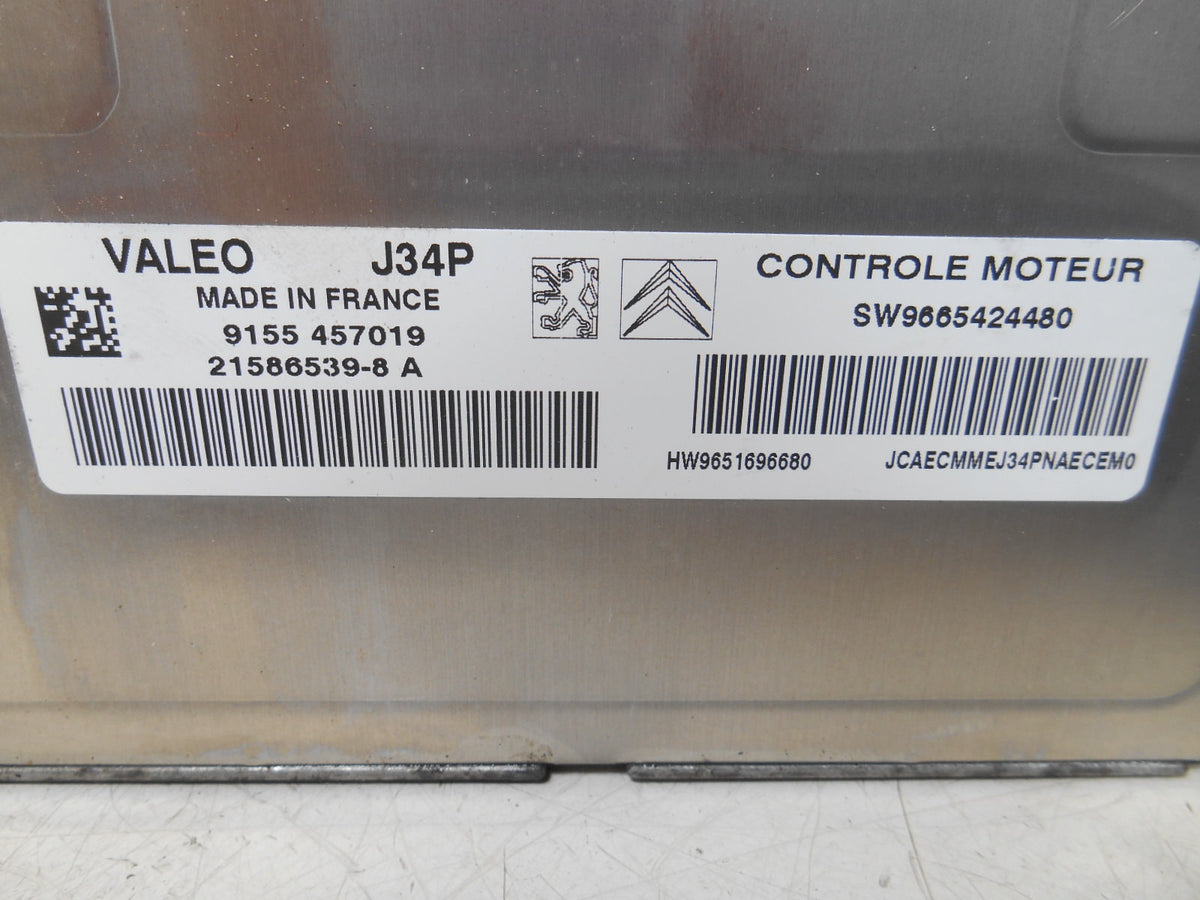 VALEO J34P
MADE IN FRANCE
9155 457019
21586539-8 A
CONTROLE MOTEUR
SW9665424480
HW9651696680 JCAECMMEJ34PNAECEM0